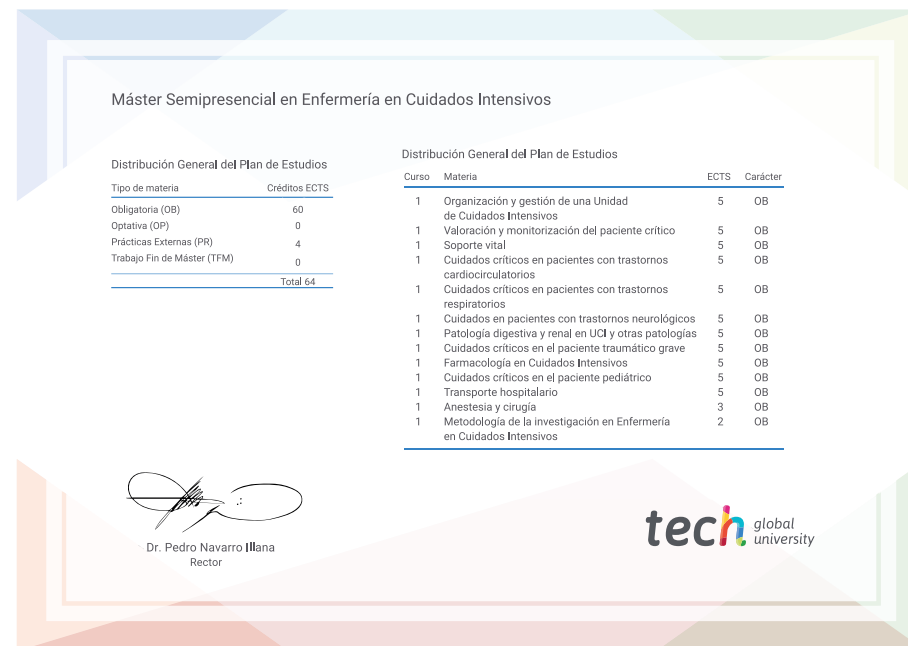 Máster Semipresencial en Enfermería en Cuidados Intensivos
Distribución General del Plan de Estudios
Tipo de materia Créditos ECTS
Obligatoria (OB) 60
Optativa (OP) 0
Prácticas Externas (PR) 4
Trabajo Fin de Máster (TFM) 0
Total 64
Distribución General del Plan de Estudios
Curso Materia ECTS Carácter
1 Organización y gestión de una Unidad 5 OB
de Cuidados Intensivos
1 Valoración y monitorización del paciente crítico 5 OB
1 Soporte vital 5 OB
1 Cuidados críticos en pacientes con trastornos 5 OB
cardiocirculatorios
1 Cuidados críticos en pacientes con trastornos 5 OB
respiratorios
1 Cuidados en pacientes con trastornos neurológicos 5 OB
1 Patología digestiva y renal en UCI y otras patologías 5 OB
1 Cuidados críticos en el paciente traumático grave 5 OB
1 Farmacología en Cuidados Intensivos 5 OB
1 Cuidados críticos en el paciente pediátrico 5 OB
1 Transporte hospitalario 5 OB
1 Anestesia y cirugía 3 OB
1 Metodología de la investigación en Enfermería 2 OB
en Cuidados Intensivos
Dr. Pedro Navarro Illana
Rector
tech global
university